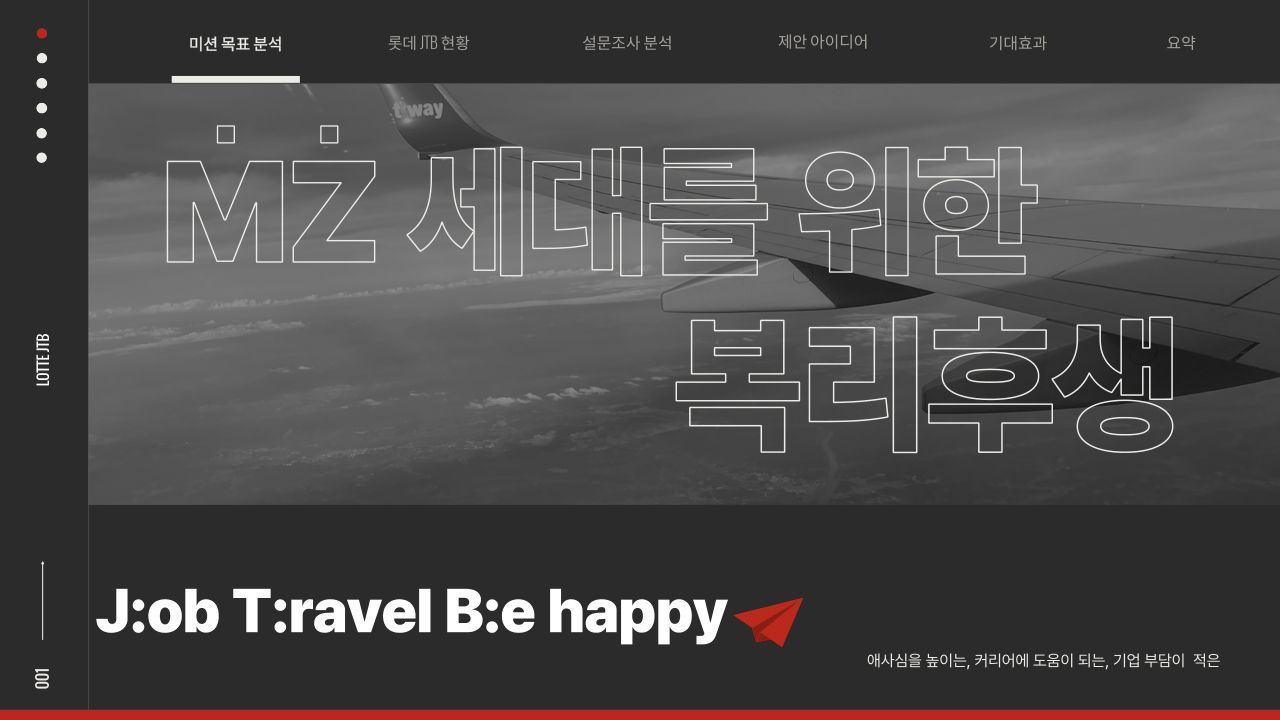 미션 목표 분석
롯데 JTB 현황
설문조사 분석
제안 아이디어
기대효과
요약
t'way
MZ 세대를 위한
복리후생
LOTTE JTB
J:ob T:ravel B:e happy
애사심을 높이는, 커리어에 도움이 되는, 기업 부담이 적은
001